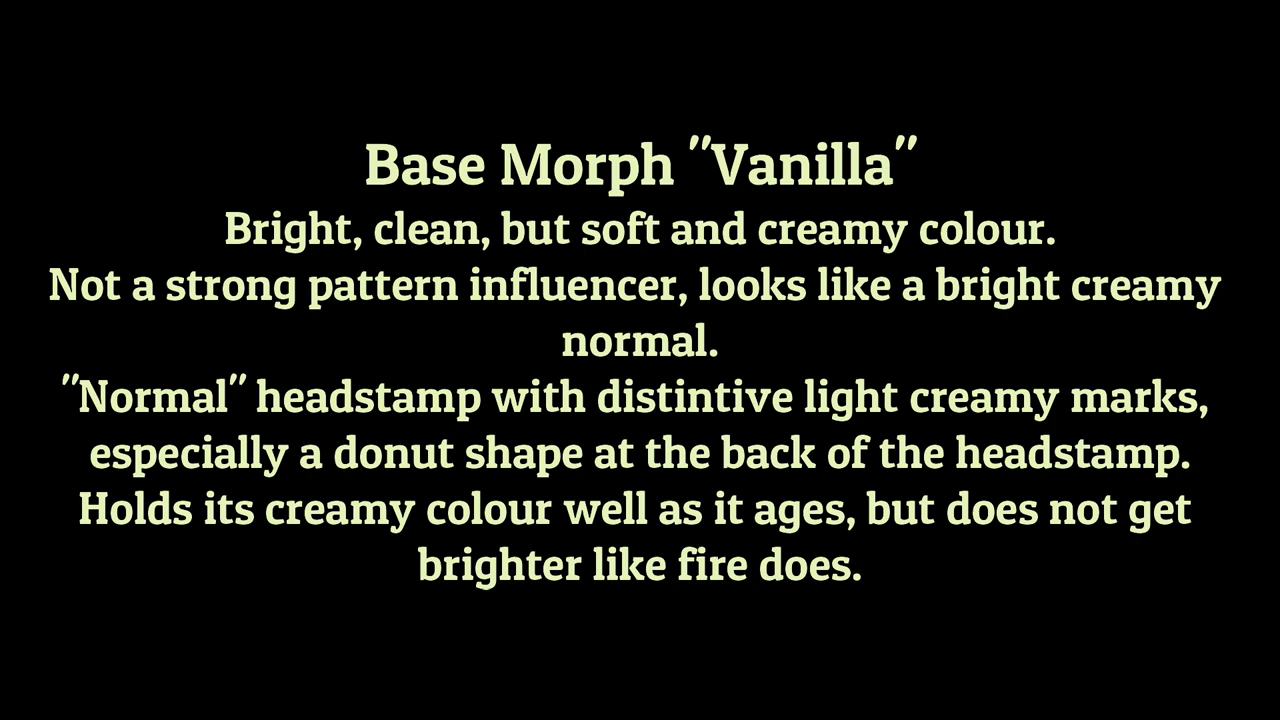 Base Morph "Vanilla"
Bright, clean, but soft and creamy colour.
Not a strong pattern influencer, looks like a bright creamy
normal.
"Normal" headstamp with distintive light creamy marks,
especially a donut shape at the back of the headstamp.
Holds its creamy colour well as it ages, but does not get
brighter like fire does.